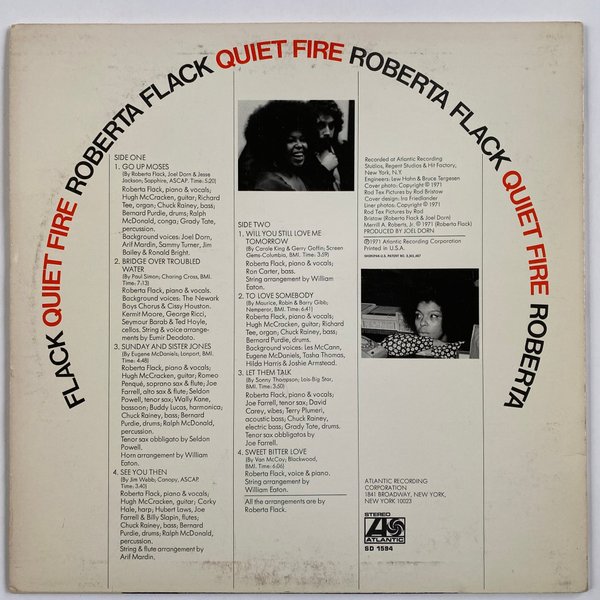 FLACK QUIET FIRE ROBERTA FLACK QUIET FIRE ROBERTA FLACK QUIET FIRE ROBERTA
SIDE ONE
1. GO UP MOSES
(By Roberta Flack, Joel Dorn & Jesse
Jackson, Sapphire, ASCAP. Time: 5:20)
Roberta Flack, piano & vocals;
Hugh McCracken, guitar; Richard
Tee, organ; Chuck Rainey, bass;
Bernard Purdie, drums; Ralph
McDonald, conga; Grady Tate,
percussion.
Background voices: Joel Dorn,
Arif Mardin, Sammy Turner, Jim
Bailey & Ronald Bright.
2. BRIDGE OVER TROUBLED
WATER
(By Paul Simon; Charing Cross, BMI.
Time: 7:13)
Roberta Flack, piano & vocals.
Background voices: The Newark
Boys Chorus & Cissy Houston.
Kermit Moore, George Ricci,
Seymour Barab & Ted Hoyle,
cellos. String & voice arrange-
ments by Eumir Deodato.
3. SUNDAY AND SISTER JONES
(By Eugene McDaniels, Lonport, BMI.
Time: 4:48)
Roberta Flack, piano & vocals;
Hugh McCracken, guitar; Romeo
Penqué, soprano sax & flute; Joe
Farrell, alto sax & flute; Seldon
Powell, tenor sax; Wally Kane,
bassoon; Buddy Lucas, harmonica;
Chuck Rainey, bass; Bernard
Purdie, drums; Ralph McDonald,
percussion.
Tenor sax obbligato by Seldon
Powell.
Horn arrangement by William
Eaton.
4. SEE YOU THEN
(By Jim Webb; Canopy, ASCAP.
Time: 3.40)
Roberta Flack, piano & vocals;
Hugh McCracken, guitar; Corky
Hale, harp; Hubert Laws, Joe
Farrell & Billy Slapin, flutes;
Chuck Rainey, bass; Bernard
Purdie, drums; Ralph McDonald,
percussion.
String & flute arrangement by
Arif Mardin.
SIDE TWO
1. WILL YOU STILL LOVE ME
TOMORROW
(By Carole King & Gerry Goffin; Screen
Gems-Columbia, BMI. Time: 3.59)
Roberta Flack, piano & vocals;
Ron Carter, bass.
String arrangement by William
Eaton.
2. TO LOVE SOMEBODY
(By Maurice, Robin & Barry Gibb;
Nemperor, BMI. Time: 6:41)
Roberta Flack, piano & vocals;
Hugh McCracken, guitar; Richard
Tee, organ; Chuck Rainey, bass;
Bernard Purdie, drums.
Background voices: Les McCann,
Eugene McDaniels, Tasha Thomas,
Hilda Harris & Joshie Armstead.
3. LET THEM TALK
(By Sonny Thompson; Lois-Big Star,
BMI. Time: 3.50)
Roberta Flack, piano & vocals;
Joe Farrell, tenor sax; David
Carey, vibes; Terry Plumeri,
acoustic bass; Chuck Rainey,
electric bass; Grady Tate, drums.
Tenor sax obbligatos by
Joe Farrell.
4. SWEET BITTER LOVE
(By Van McCoy; Blackwood,
BMI. Time: 6.06)
Roberta Flack, voice & piano.
String arrangement by
William Eaton.
All the arrangements are by
Roberta Flack.
Recorded at Atlantic Recording
Studios, Regent Studios & Hit Factory,
New York, N.Y.
Engineers: Lew Hahn & Bruce Tergesen
Cover photo: Copyright © 1971
Rod Tex Pictures by Rod Bristow
Cover design: Ira Friedlander
Liner photos: Copyright © 1971
Rod Tex Pictures by Rod
Bristow (Roberta Flack & Joel Dorn)
Merrill A. Roberts, Jr. © 1971 (Roberta Flack)
PRODUCED BY JOEL DORN
℗1971 Atlantic Recording Corporation
Printed in U.S.A.
ATLANTIC RECORDING
CORPORATION
1841 BROADWAY, NEW YORK,
NEW YORK 10023
STEREO
ATLANTIC
SD 1594